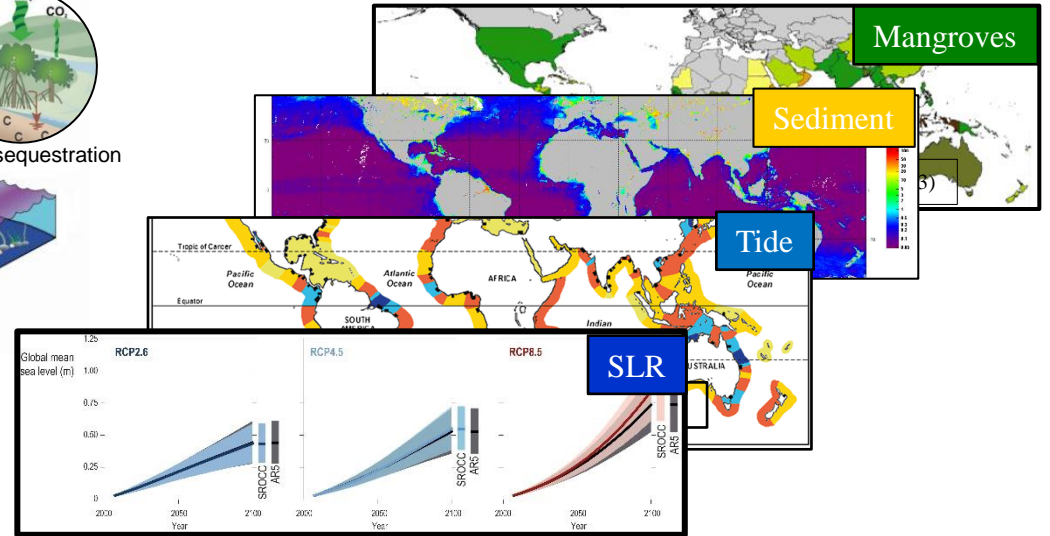 CO₂
C
C
C
sequestration
Mangroves
Sediment
3)
Tide
Tropic of Cancer
Pacific
Ocean
Atlantic
Ocean
AFRICA
Pacific
Ocean
Equator
SOUTH
AMERICA
Indian
USTRALIA
SLR
Global mean
sea level (m)
1.25
1.00
0.75
0.50
0.25
0
RCP2.6
RCP4.5
RCP8.5
SROCC
AR5
SROCC
AR5
SROCC
AR5
2000
2050
2100
2000
2050
2100
2000
2050
2100
Year
Year
Year